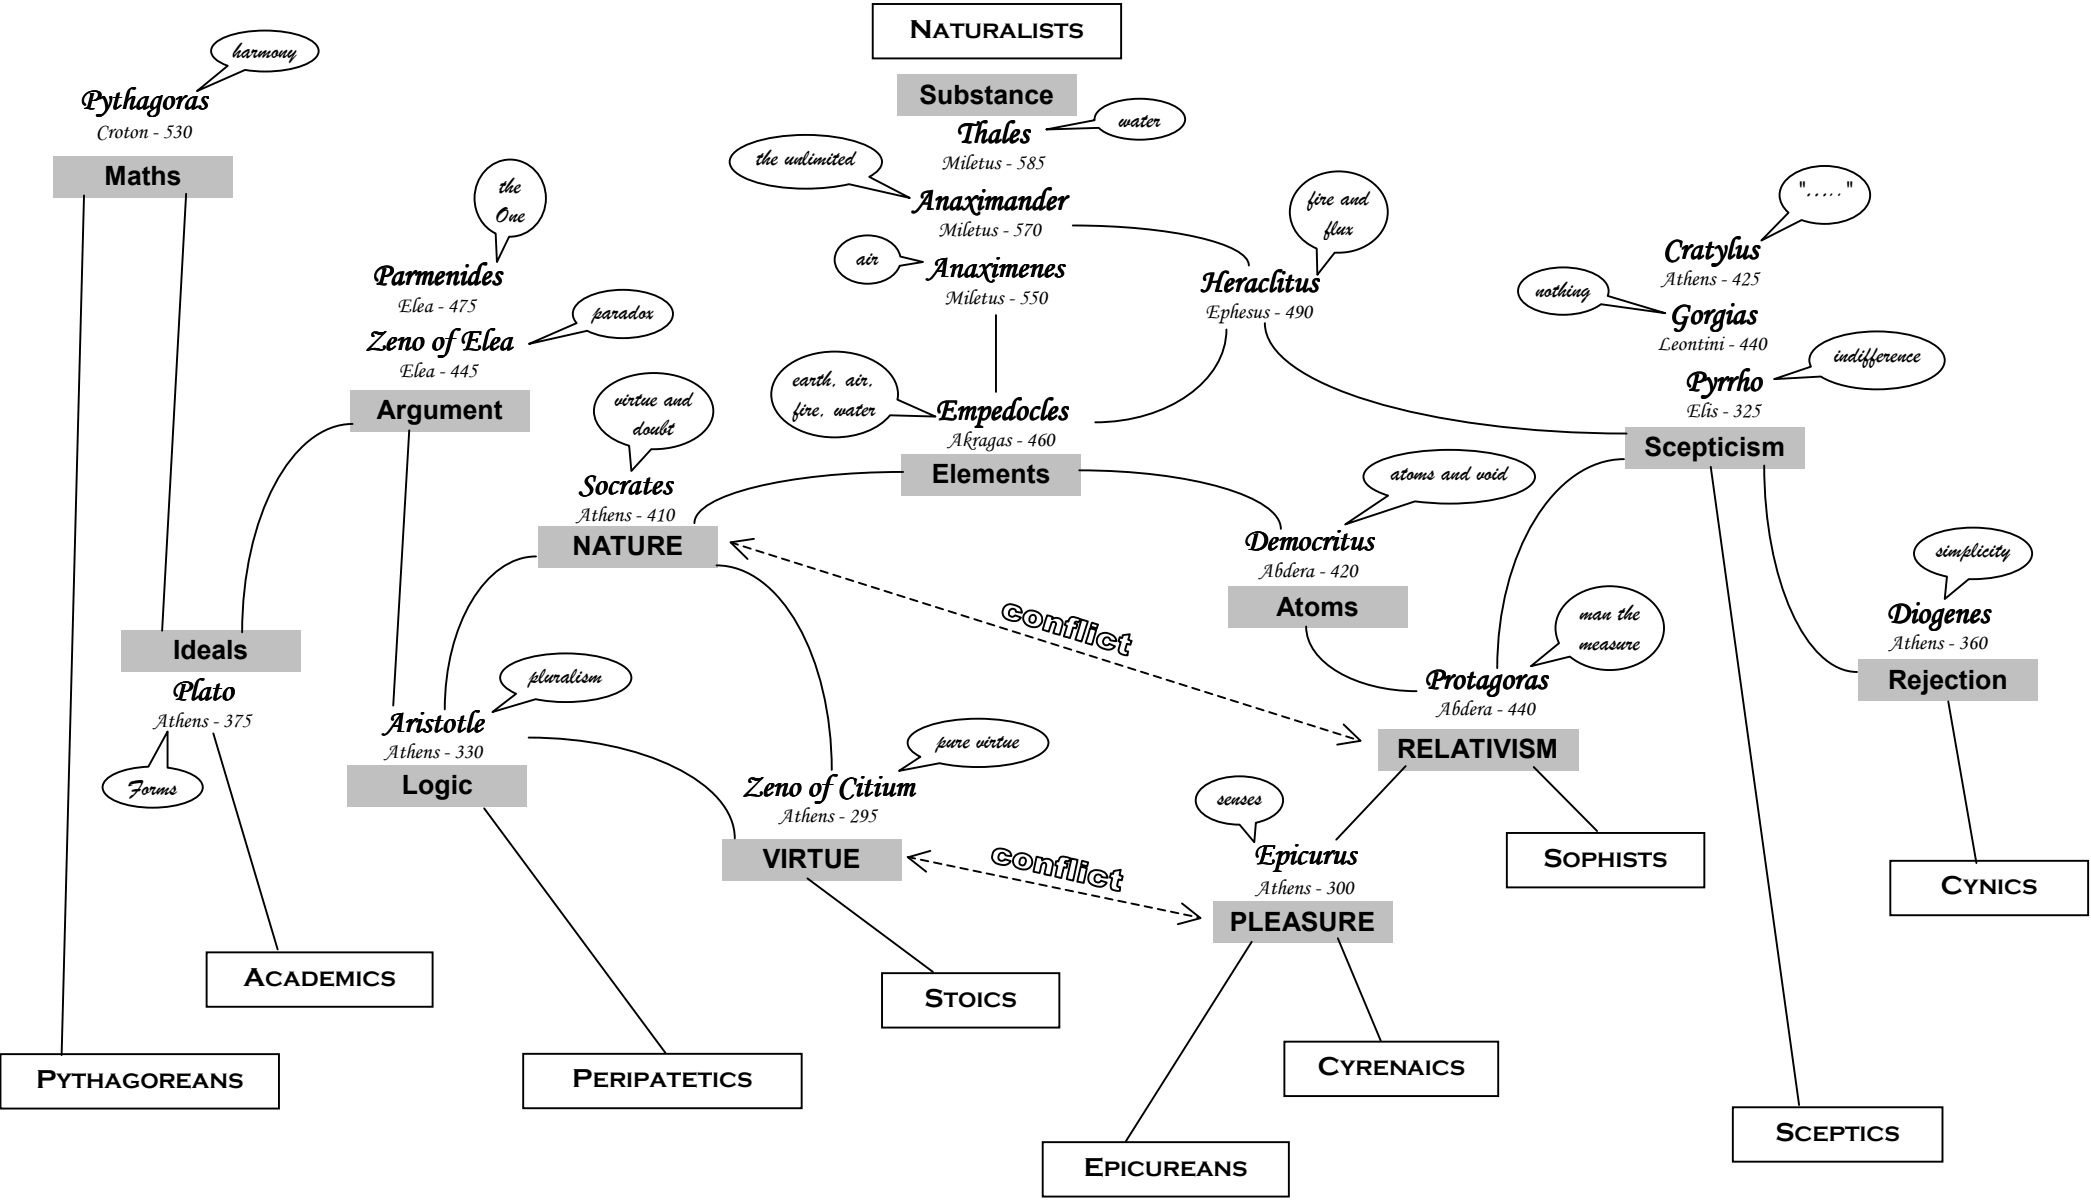 NATURALISTS
Substance
Thales
Miletus - 585
water
the unlimited
Anaximander
Miletus - 570
air
Anaximenes
Miletus - 550
fire and
flux
Heraclitus
Ephesus - 490
earth, air,
fire, water
Empedocles
Akragas - 460
Elements
harmony
Pythagoras
Croton - 530
Maths
the
One
Parmenides
Elea - 475
paradox
Zeno of Elea
Elea - 445
Argument
virtue and
doubt
Socrates
Athens - 410
NATURE
"....."
Cratylus
Athens - 425
nothing
Gorgias
Leontini - 440
indifference
Pyrrho
Elis - 325
Scepticism
atoms and void
Democritus
Abdera - 420
Atoms
man the
measure
Protagoras
Abdera - 440
RELATIVISM
simplicity
Diogenes
Athens - 360
Rejection
conflict
Ideals
Plato
Athens - 375
Forms
pluralism
Aristotle
Athens - 330
Logic
pure virtue
Zeno of Citium
Athens - 295
VIRTUE
conflict
senses
Epicurus
Athens - 300
PLEASURE
SOPHISTS
CYNICS
ACADEMICS
STOICS
PYTHAGOREANS
PERIPATETICS
CYRENAICS
SCEPTICS
EPICUREANS